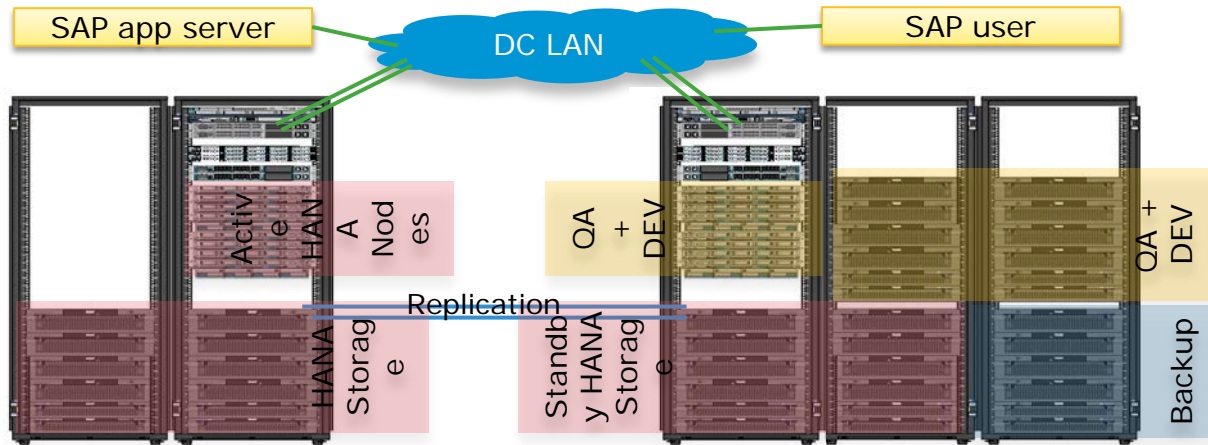 SAP app server
DC LAN
SAP user
Activ
e
HAN
A
Nod
es
QA
+
DEV
QA +
DEV
Replication
HANA
Storag
e
Standb
y HANA
Storag
e
Backup